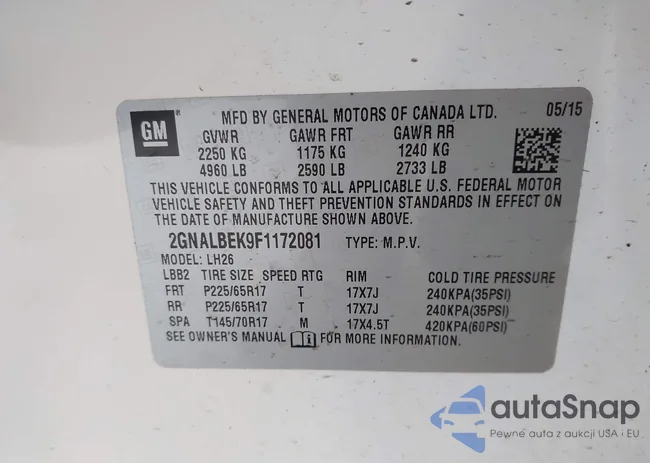 GM ® MFD BY GENERAL MOTORS OF CANADA LTD. 05/15
GVWR GAWR FRT GAWR RR
2250 KG 1175 KG 1240 KG
4960 LB 2590 LB 2733 LB
THIS VEHICLE CONFORMS TO ALL APPLICABLE U.S. FEDERAL MOTOR
VEHICLE SAFETY AND THEFT PREVENTION STANDARDS IN EFFECT ON
THE DATE OF MANUFACTURE SHOWN ABOVE.
2GNALBEK9F1172081 TYPE: M.P.V.
MODEL: LH26
LBB2 TIRE SIZE SPEED RTG RIM COLD TIRE PRESSURE
FRT P225/65R17 T 17X7J 240KPA(35PSI)
RR P225/65R17 T 17X7J 240KPA(35PSI)
SPA T145/70R17 M 17X4.5T 420KPA(60PSI)
SEE OWNER'S MANUAL FOR MORE INFORMATION.
autaSnap
Pewne auta z aukcji USA i EU